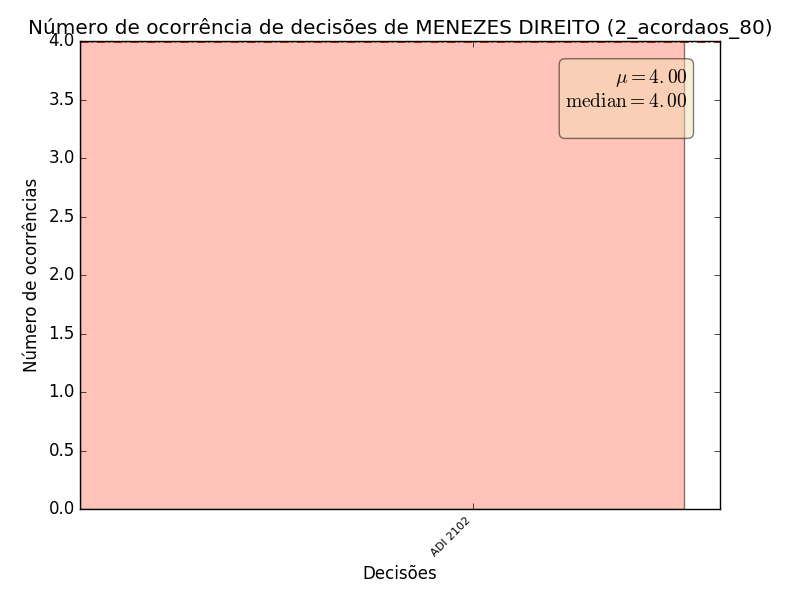 Número de ocorrência de decisões de MENEZES DIREITO (2_acordaos_80)
4.0
3.5
3.0
2.5
2.0
1.5
1.0
0.5
0.0
Número de ocorrências
μ = 4.00
median = 4.00
ADI 2102
Decisões